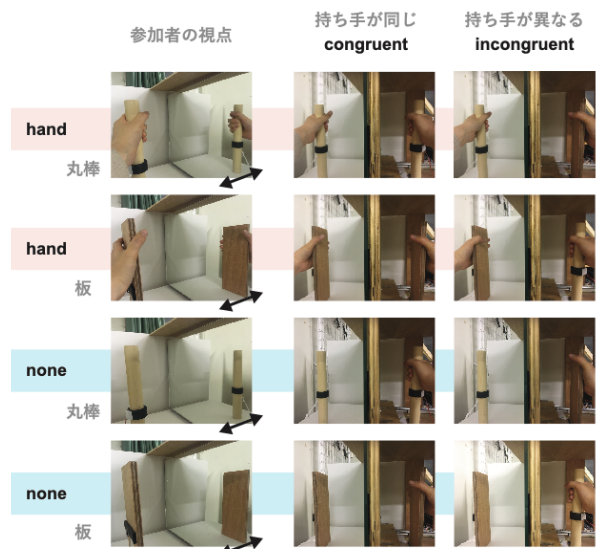 参加者の視点
持ち手が同じ
congruent
持ち手が異なる
incongruent
hand
丸棒
hand
板
none
丸棒
none
板